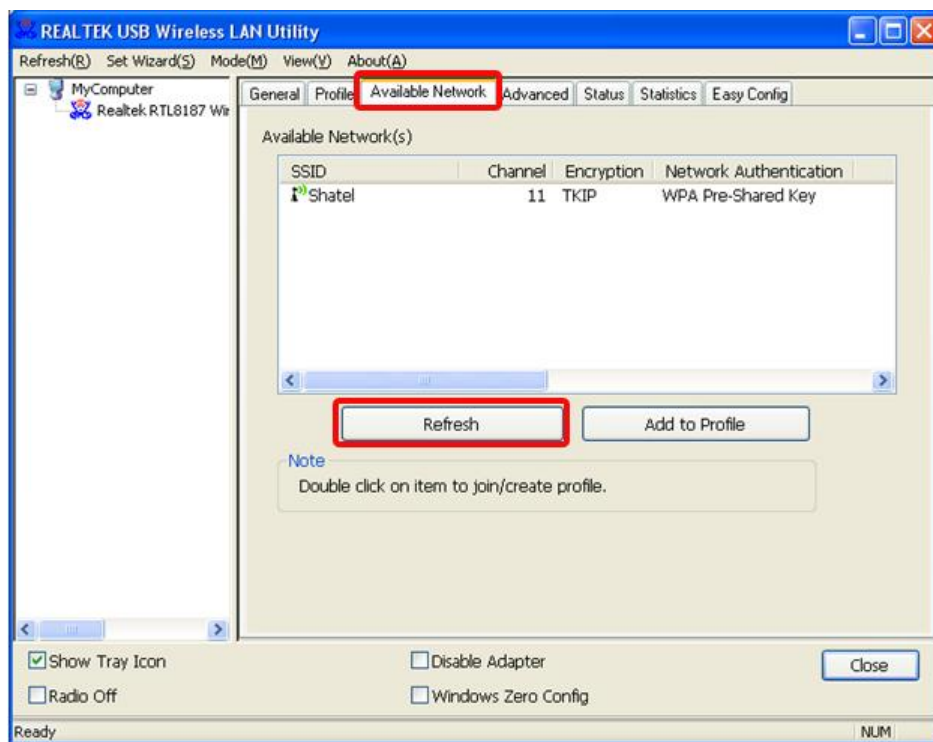 REALTEK USB Wireless LAN Utility
Refresh(R) Set Wizard(S) Mode(M) View(V) About(A)
MyComputer
Realtek RTL8187 Wir
General Profile Available Network Advanced Status Statistics Easy Config
Available Network(s)
SSID Channel Encryption Network Authentication
Shatel 11 TKIP WPA Pre-Shared Key
Refresh Add to Profile
Note
Double click on item to join/create profile.
Show Tray Icon Disable Adapter Close
Radio Off Windows Zero Config
Ready NUM